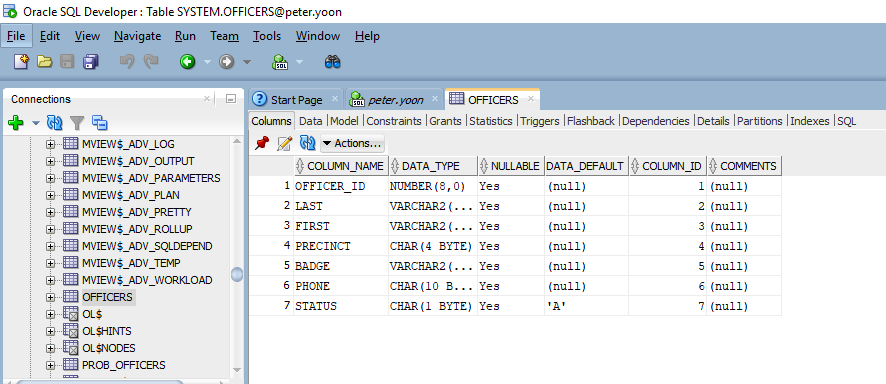 Oracle SQL Developer : Table SYSTEM.OFFICERS@peter.yoon
File Edit View Navigate Run Team Tools Window Help
Connections
Start Page peter.yoon OFFICERS
Columns Data Model Constraints Grants Statistics Triggers Flashback Dependencies Details Partitions Indexes SQL
Actions...
COLUMN_NAME DATA_TYPE NULLABLE DATA_DEFAULT COLUMN_ID COMMENTS
1 OFFICER_ID NUMBER(8,0) Yes (null) 1 (null)
2 LAST VARCHAR2(... Yes (null) 2 (null)
3 FIRST VARCHAR2(... Yes (null) 3 (null)
4 PRECINCT CHAR(4 BYTE) Yes (null) 4 (null)
5 BADGE VARCHAR2(... Yes (null) 5 (null)
6 PHONE CHAR(10 B... Yes (null) 6 (null)
7 STATUS CHAR(1 BYTE) Yes 'A' 7 (null)
MVIEW$_ADV_LOG
MVIEW$_ADV_OUTPUT
MVIEW$_ADV_PARAMETERS
MVIEW$_ADV_PLAN
MVIEW$_ADV_PRETTY
MVIEW$_ADV_ROLLUP
MVIEW$_ADV_SQLDEPEND
MVIEW$_ADV_TEMP
MVIEW$_ADV_WORKLOAD
OFFICERS
OL$
OL$HINTS
OL$NODES
PROB_OFFICERS